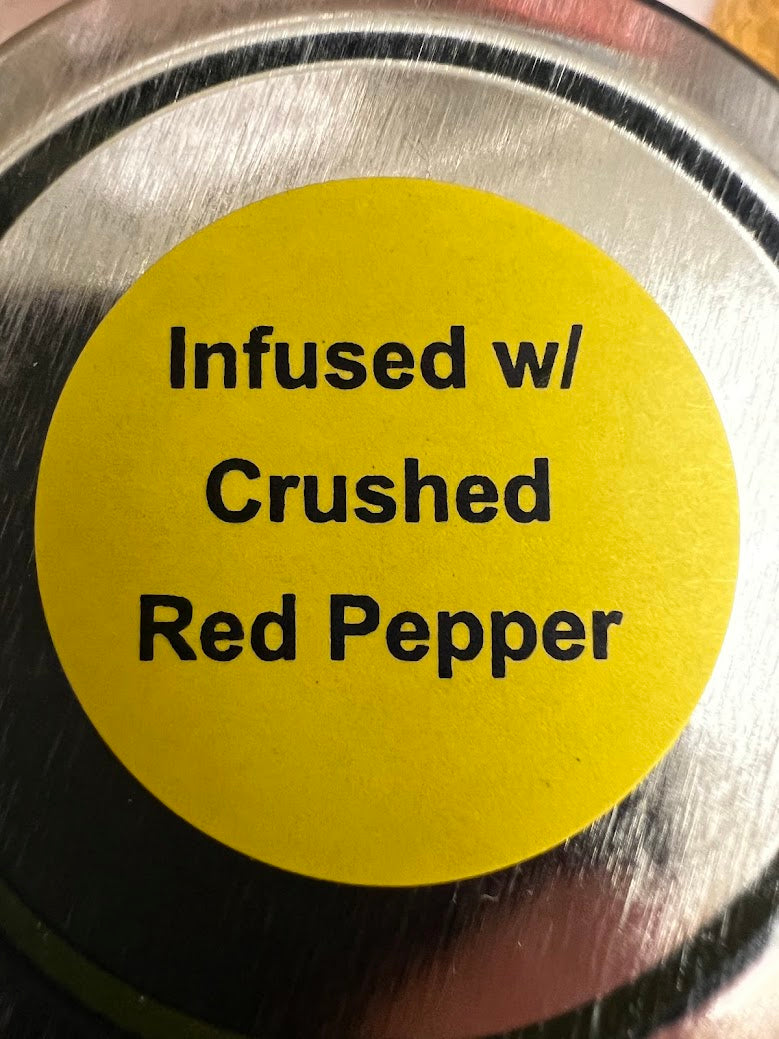 Infused w/
Crushed
Red Pepper